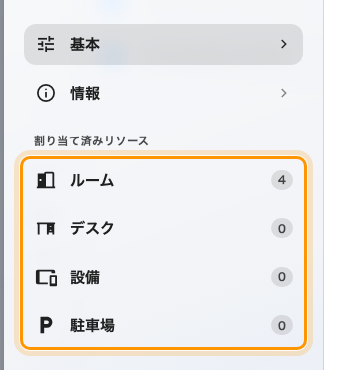 基本
情報
割り当て済みリソース
ルーム 4
デスク 0
設備 0
駐車場 0